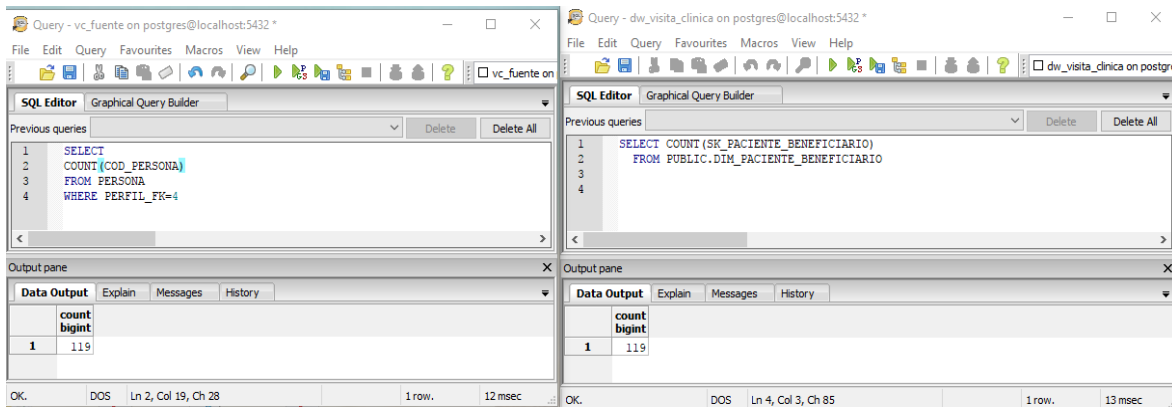 Query - vc_fuente on postgres@localhost:5432 *
File Edit Query Favourites Macros View Help
vc_fuente on
SQL Editor Graphical Query Builder
Previous queries Delete Delete All
1 SELECT
2 COUNT(COD_PERSONA)
3 FROM PERSONA
4 WHERE PERFIL_FK=4
Output pane
Data Output Explain Messages History
count
bigint
1 119
OK. DOS Ln 2, Col 19, Ch 28 1 row. 12 msec
Query - dw_visita_clinica on postgres@localhost:5432 *
File Edit Query Favourites Macros View Help
dw_visita_clinica on postgr
SQL Editor Graphical Query Builder
Previous queries Delete Delete All
1 SELECT COUNT(SK_PACIENTE_BENEFICIARIO)
2 FROM PUBLIC.DIM_PACIENTE_BENEFICIARIO
3
4
Output pane
Data Output Explain Messages History
count
bigint
1 119
OK. DOS Ln 4, Col 3, Ch 85 1 row. 13 msec